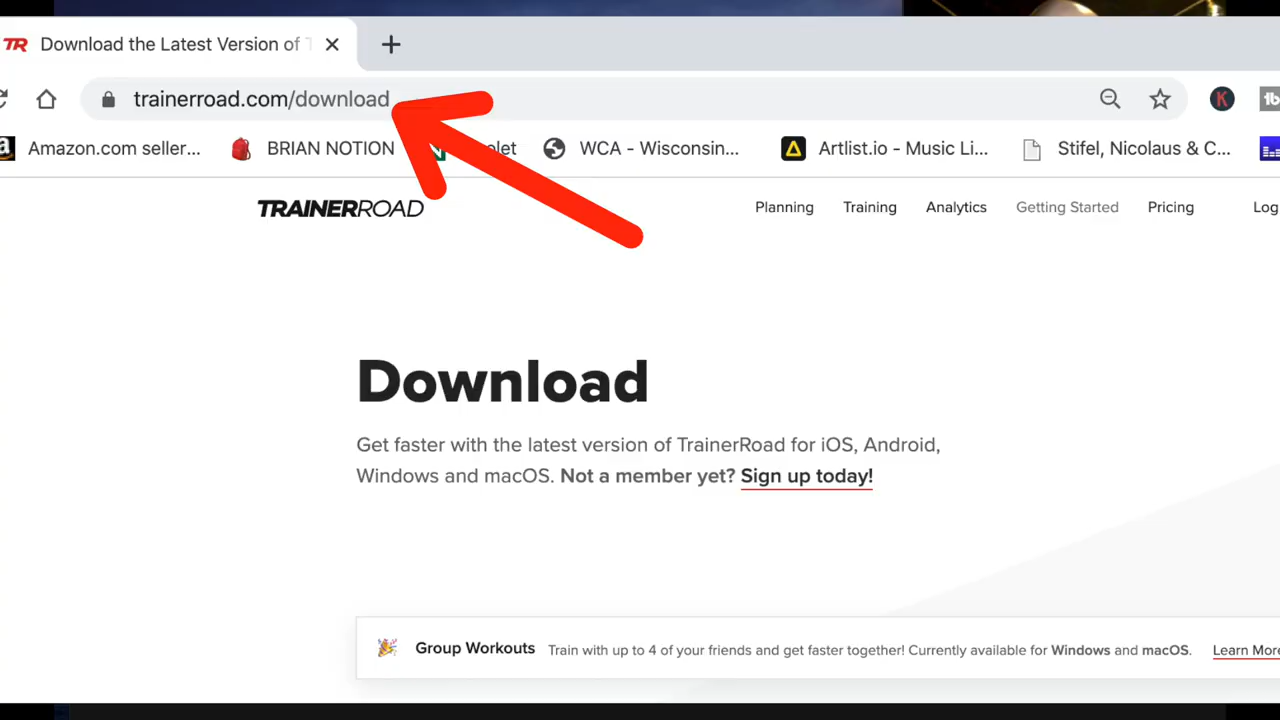 TR Download the Latest Version of
trainerroad.com/download
K
Amazon.com seller... BRIAN NOTION WCA - Wisconsin... Artlist.io - Music Li... Stifel, Nicolaus & C...
TRAINERROAD Planning Training Analytics Getting Started Pricing Log
Download
Get faster with the latest version of TrainerRoad for iOS, Android,
Windows and macOS. Not a member yet? Sign up today!
Group Workouts Train with up to 4 of your friends and get faster together! Currently available for Windows and macOS. Learn More